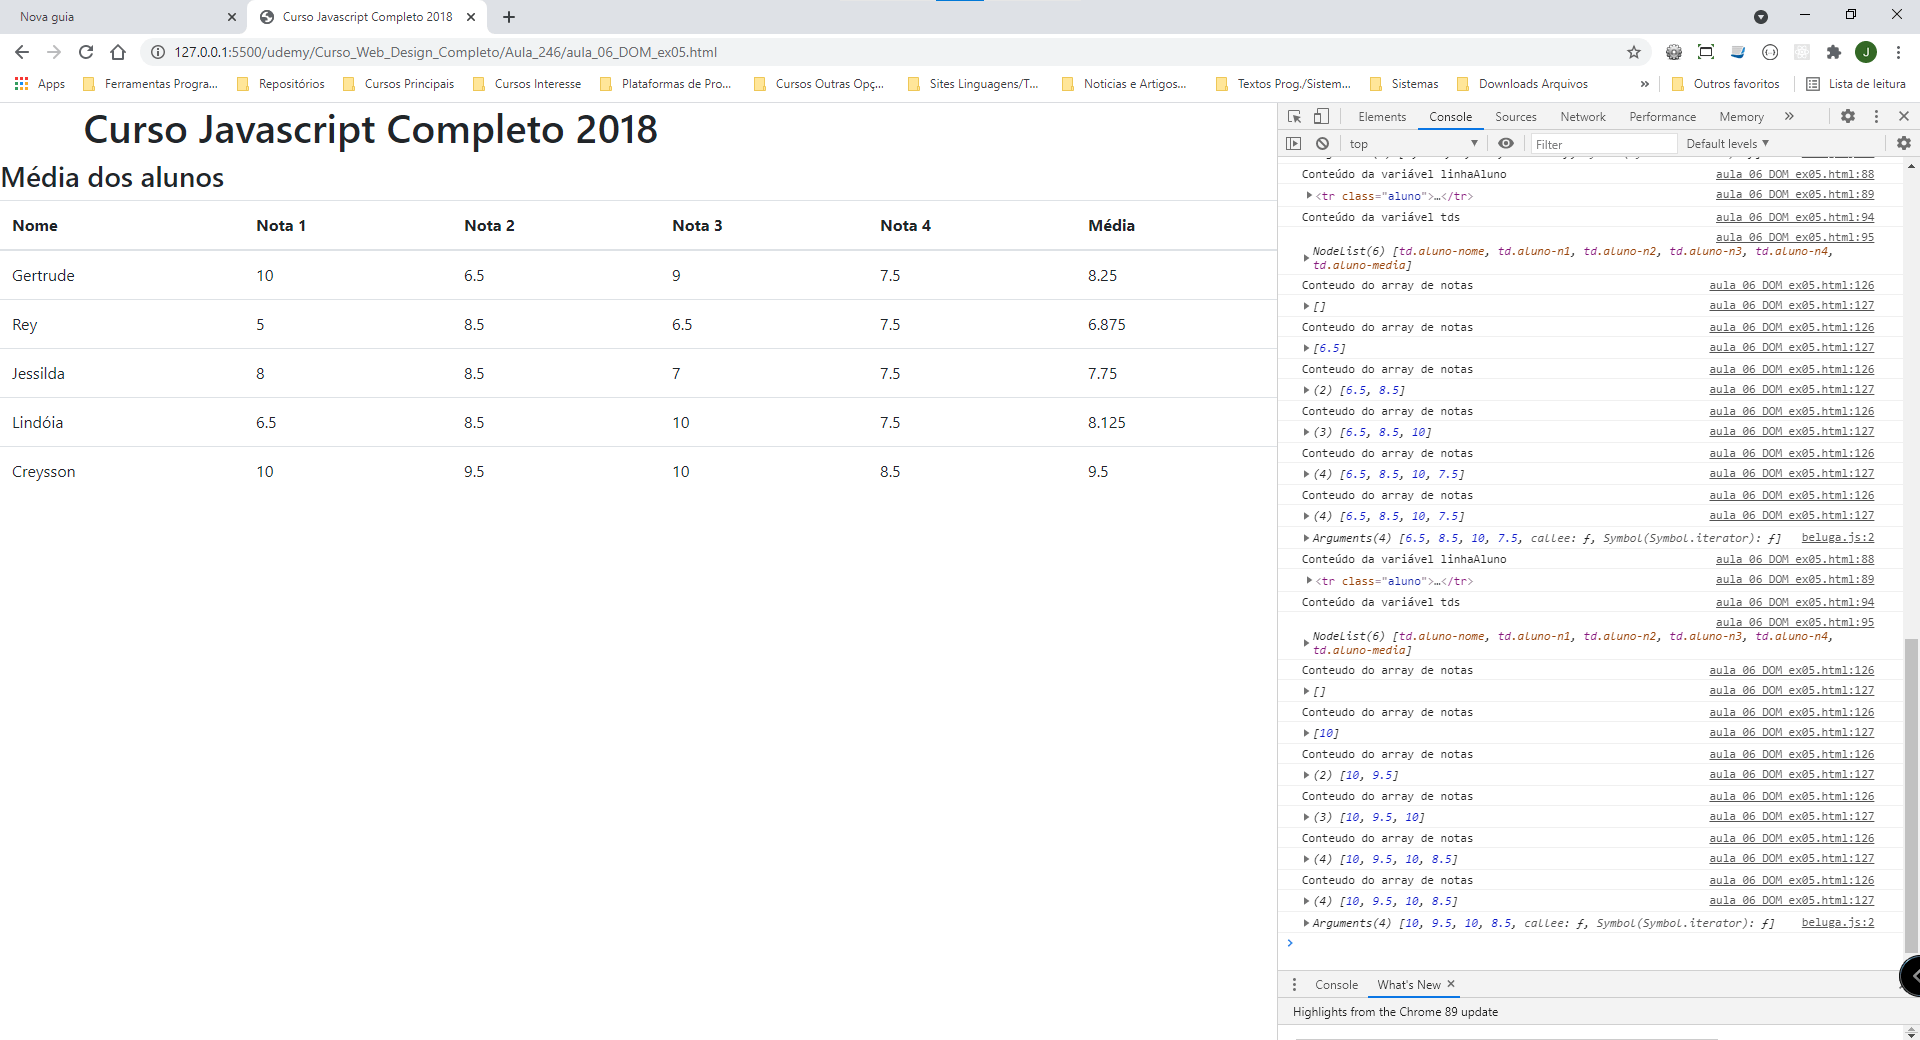 Nova guia
Curso Javascript Completo 2018
127.0.0.1:5500/udemy/Curso_Web_Design_Completo/Aula_246/aula_06_DOM_ex05.html
J
Apps Ferramentas Progra... Repositórios Cursos Principais Cursos Interesse Plataformas de Pro... Cursos Outras Opç... Sites Linguagens/T... Noticias e Artigos... Textos Prog./Sistem... Sistemas Downloads Arquivos » Outros favoritos Lista de leitura
Curso Javascript Completo 2018
Média dos alunos
Nome Nota 1 Nota 2 Nota 3 Nota 4 Média
Gertrude 10 6.5 9 7.5 8.25
Rey 5 8.5 6.5 7.5 6.875
Jessilda 8 8.5 7 7.5 7.75
Lindóia 6.5 8.5 10 7.5 8.125
Creysson 10 9.5 10 8.5 9.5
Elements Console Sources Network Performance Memory »
top Filter Default levels
Conteúdo da variável linhaAluno aula_06_DOM_ex05.html:88
<tr class="aluno">…</tr> aula_06_DOM_ex05.html:89
Conteúdo da variável tds aula_06_DOM_ex05.html:94
aula_06_DOM_ex05.html:95
NodeList(6) [td.aluno-nome, td.aluno-n1, td.aluno-n2, td.aluno-n3, td.aluno-n4,
td.aluno-media]
Conteudo do array de notas aula_06_DOM_ex05.html:126
[] aula_06_DOM_ex05.html:127
Conteudo do array de notas aula_06_DOM_ex05.html:126
[6.5] aula_06_DOM_ex05.html:127
Conteudo do array de notas aula_06_DOM_ex05.html:126
(2) [6.5, 8.5] aula_06_DOM_ex05.html:127
Conteudo do array de notas aula_06_DOM_ex05.html:126
(3) [6.5, 8.5, 10] aula_06_DOM_ex05.html:127
Conteudo do array de notas aula_06_DOM_ex05.html:126
(4) [6.5, 8.5, 10, 7.5] aula_06_DOM_ex05.html:127
Conteudo do array de notas aula_06_DOM_ex05.html:126
(4) [6.5, 8.5, 10, 7.5] aula_06_DOM_ex05.html:127
Arguments(4) [6.5, 8.5, 10, 7.5, callee: ƒ, Symbol(Symbol.iterator): ƒ] beluga.js:2
Conteúdo da variável linhaAluno aula_06_DOM_ex05.html:88
<tr class="aluno">…</tr> aula_06_DOM_ex05.html:89
Conteúdo da variável tds aula_06_DOM_ex05.html:94
aula_06_DOM_ex05.html:95
NodeList(6) [td.aluno-nome, td.aluno-n1, td.aluno-n2, td.aluno-n3, td.aluno-n4,
td.aluno-media]
Conteudo do array de notas aula_06_DOM_ex05.html:126
[] aula_06_DOM_ex05.html:127
Conteudo do array de notas aula_06_DOM_ex05.html:126
[10] aula_06_DOM_ex05.html:127
Conteudo do array de notas aula_06_DOM_ex05.html:126
(2) [10, 9.5] aula_06_DOM_ex05.html:127
Conteudo do array de notas aula_06_DOM_ex05.html:126
(3) [10, 9.5, 10] aula_06_DOM_ex05.html:127
Conteudo do array de notas aula_06_DOM_ex05.html:126
(4) [10, 9.5, 10, 8.5] aula_06_DOM_ex05.html:127
Conteudo do array de notas aula_06_DOM_ex05.html:126
(4) [10, 9.5, 10, 8.5] aula_06_DOM_ex05.html:127
Arguments(4) [10, 9.5, 10, 8.5, callee: ƒ, Symbol(Symbol.iterator): ƒ] beluga.js:2
Console What's New
Highlights from the Chrome 89 update